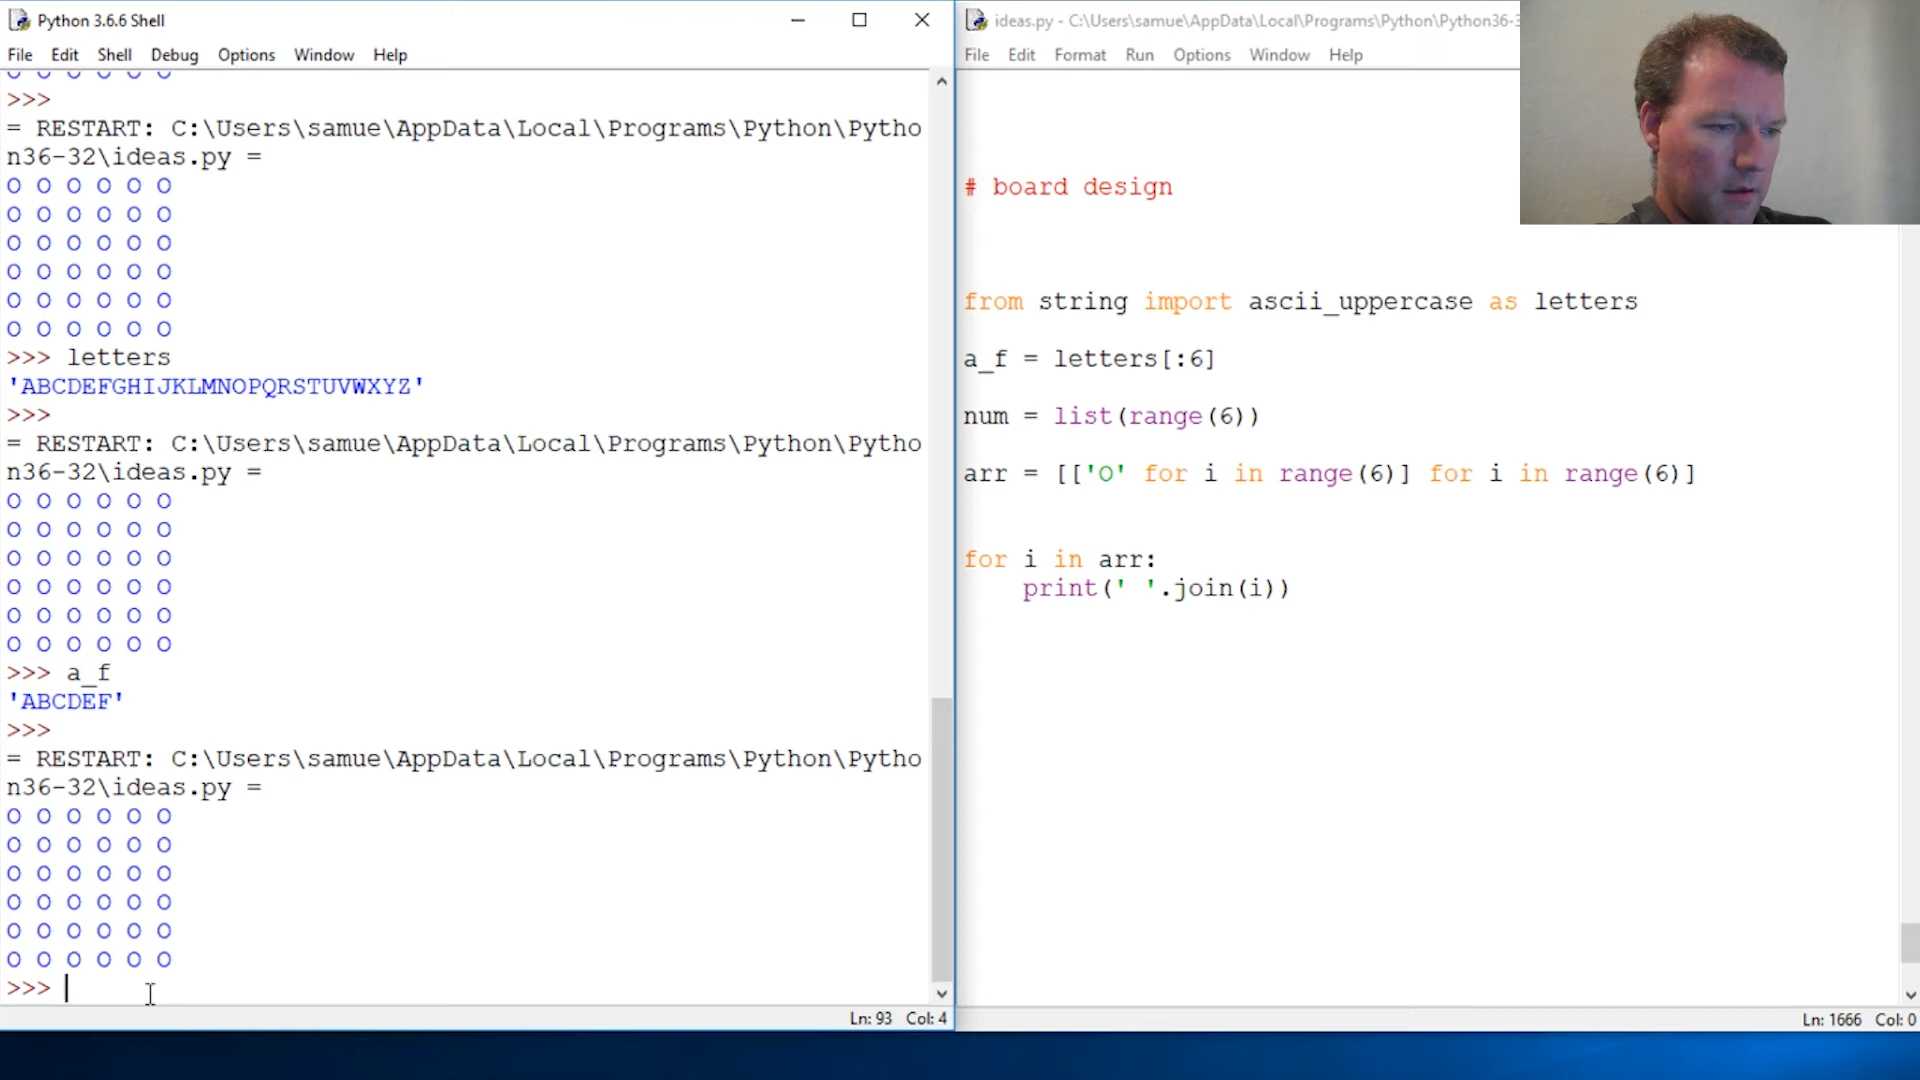 Python 3.6.6 Shell
File Edit Shell Debug Options Window Help
>>>
= RESTART: C:\Users\samue\AppData\Local\Programs\Python\Pytho
n36-32\ideas.py =
O O O O O O
O O O O O O
O O O O O O
O O O O O O
O O O O O O
O O O O O O
>>> letters
'ABCDEFGHIJKLMNOPQRSTUVWXYZ'
>>>
= RESTART: C:\Users\samue\AppData\Local\Programs\Python\Pytho
n36-32\ideas.py =
O O O O O O
O O O O O O
O O O O O O
O O O O O O
O O O O O O
O O O O O O
>>> a_f
'ABCDEF'
>>>
= RESTART: C:\Users\samue\AppData\Local\Programs\Python\Pytho
n36-32\ideas.py =
O O O O O O
O O O O O O
O O O O O O
O O O O O O
O O O O O O
O O O O O O
>>>
Ln: 93 Col: 4
ideas.py - C:\Users\samue\AppData\Local\Programs\Python\Python36-3
File Edit Format Run Options Window Help
# board design
from string import ascii_uppercase as letters
a_f = letters[:6]
num = list(range(6))
arr = [['O' for i in range(6)] for i in range(6)]
for i in arr:
    print(' '.join(i))
Ln: 1666 Col: 0